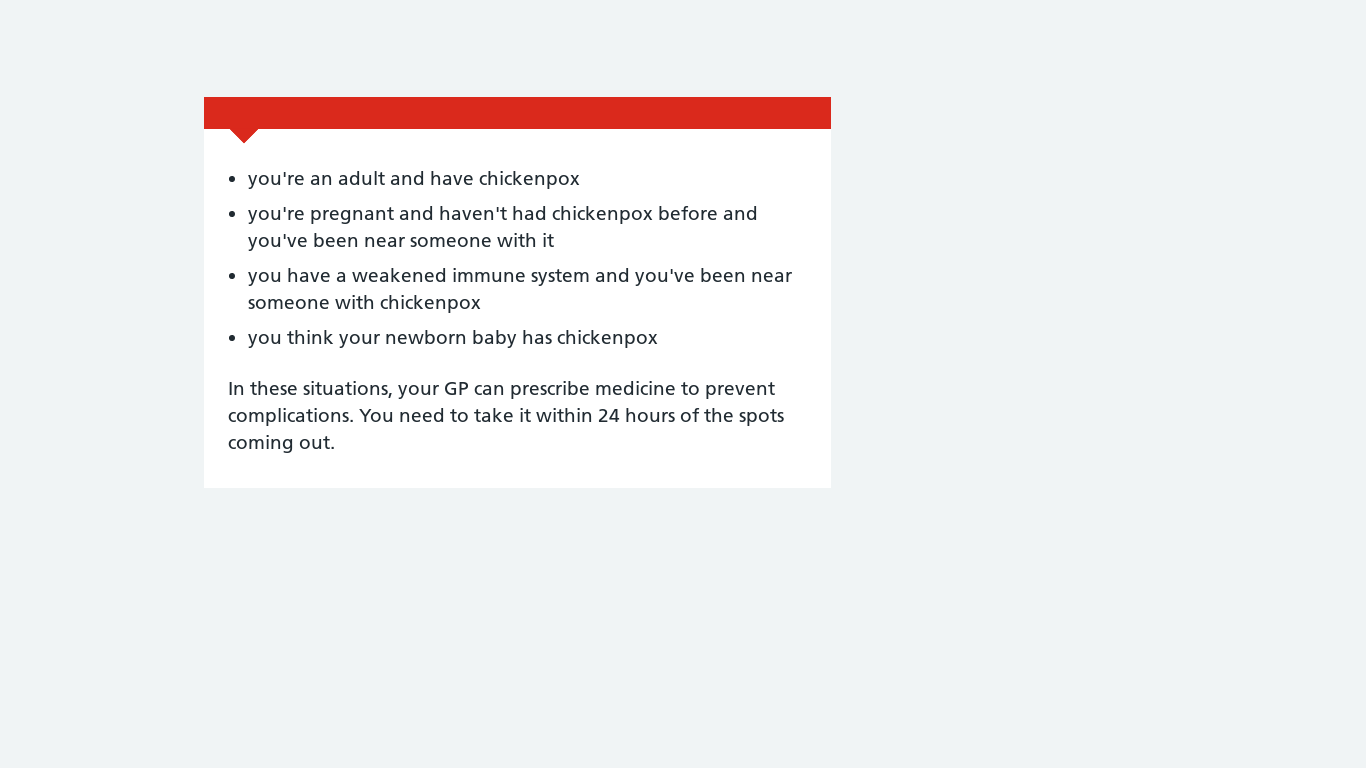 • you're an adult and have chickenpox
• you're pregnant and haven't had chickenpox before and
you've been near someone with it
• you have a weakened immune system and you've been near
someone with chickenpox
• you think your newborn baby has chickenpox
In these situations, your GP can prescribe medicine to prevent
complications. You need to take it within 24 hours of the spots
coming out.